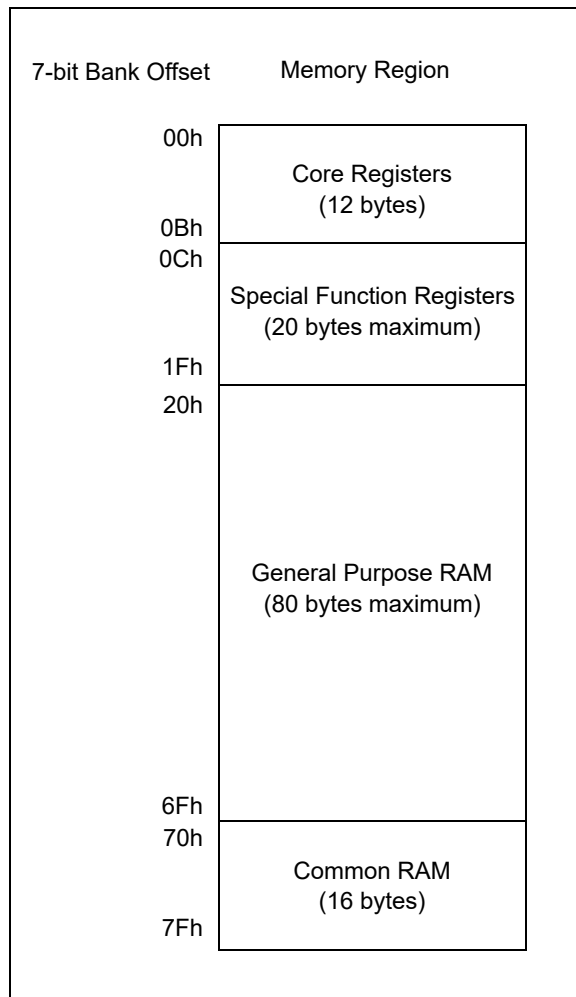 7-bit Bank Offset Memory Region
00h
Core Registers
(12 bytes)
0Bh
0Ch
Special Function Registers
(20 bytes maximum)
1Fh
20h
General Purpose RAM
(80 bytes maximum)
6Fh
70h
Common RAM
(16 bytes)
7Fh